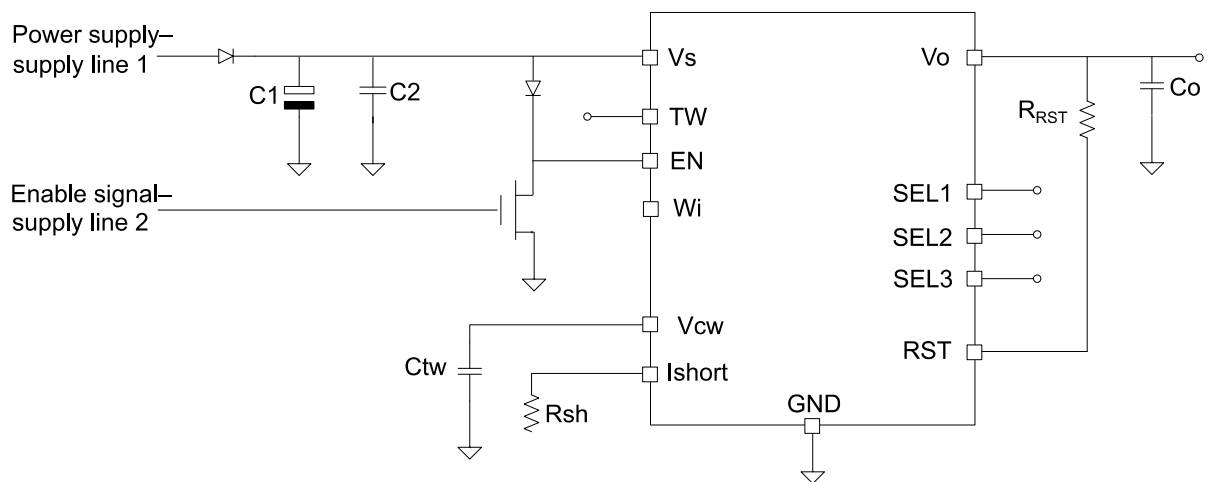 Power supply–
supply line 1
Vs
Vo
C1
C2
Co
TW
RRST
EN
SEL1
Enable signal–
supply line 2
Wi
SEL2
SEL3
Vcw
RST
Ctw
Ishort
Rsh
GND